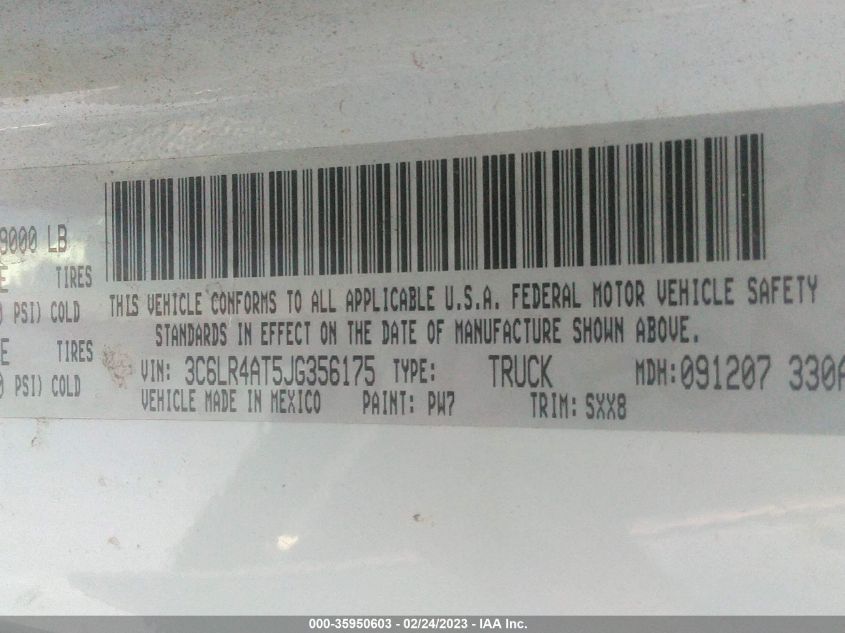 9000 LB
TIRES
PSI) COLD
TIRES
PSI) COLD
THIS VEHICLE CONFORMS TO ALL APPLICABLE U.S.A. FEDERAL MOTOR VEHICLE SAFETY
STANDARDS IN EFFECT ON THE DATE OF MANUFACTURE SHOWN ABOVE.
VIN: 3C6LR4AT5JG356175 TYPE: TRUCK MDH:091207 330A
VEHICLE MADE IN MEXICO PAINT: PW7 TRIM: SXX8
000-35950603 - 02/24/2023 - IAA Inc.